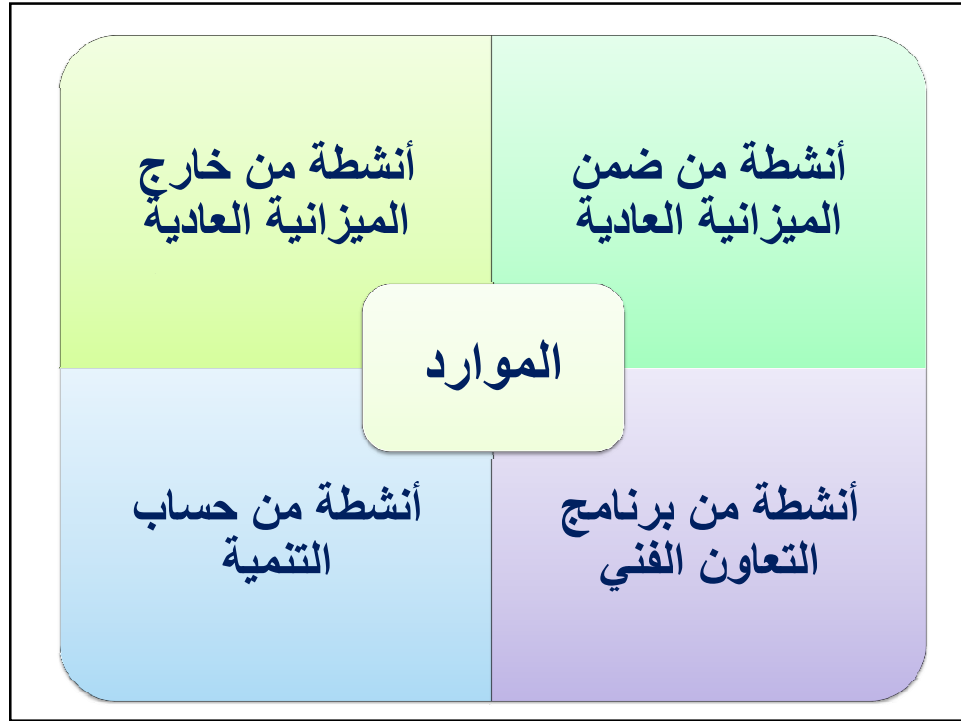 أنشطة من ضمن
الميزانية العادية
أنشطة من خارج
الميزانية العادية
الموارد
أنشطة من برنامج
التعاون الفني
أنشطة من حساب
التنمية